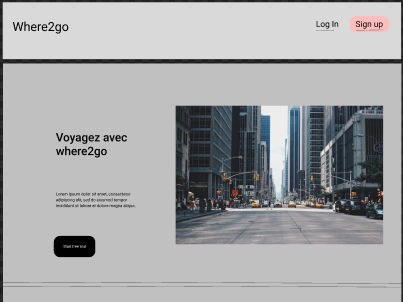 Where2go
Log In
Sign up
Voyagez avec
where2go
Lorem ipsum dolor sit amet, consectetur
adipiscing elit, sed do eiusmod tempor
incididunt ut labore et dolore magna aliqua.
Start free trial